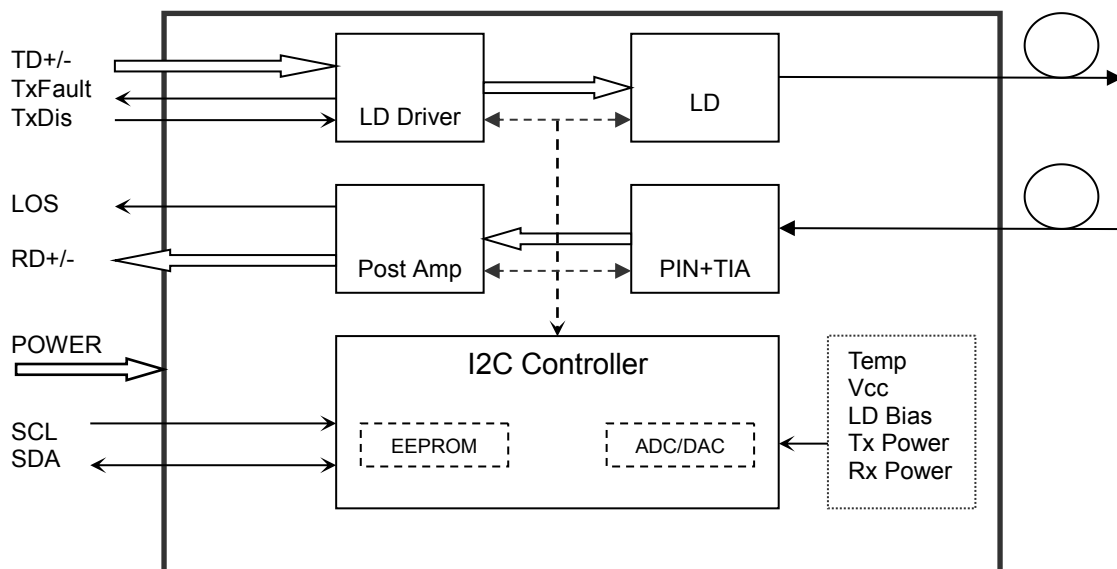 TD+/-
TxFault
TxDis
LD Driver
LD
LOS
RD+/-
Post Amp
PIN+TIA
POWER
I2C Controller
SCL
SDA
EEPROM
ADC/DAC
Temp
Vcc
LD Bias
Tx Power
Rx Power